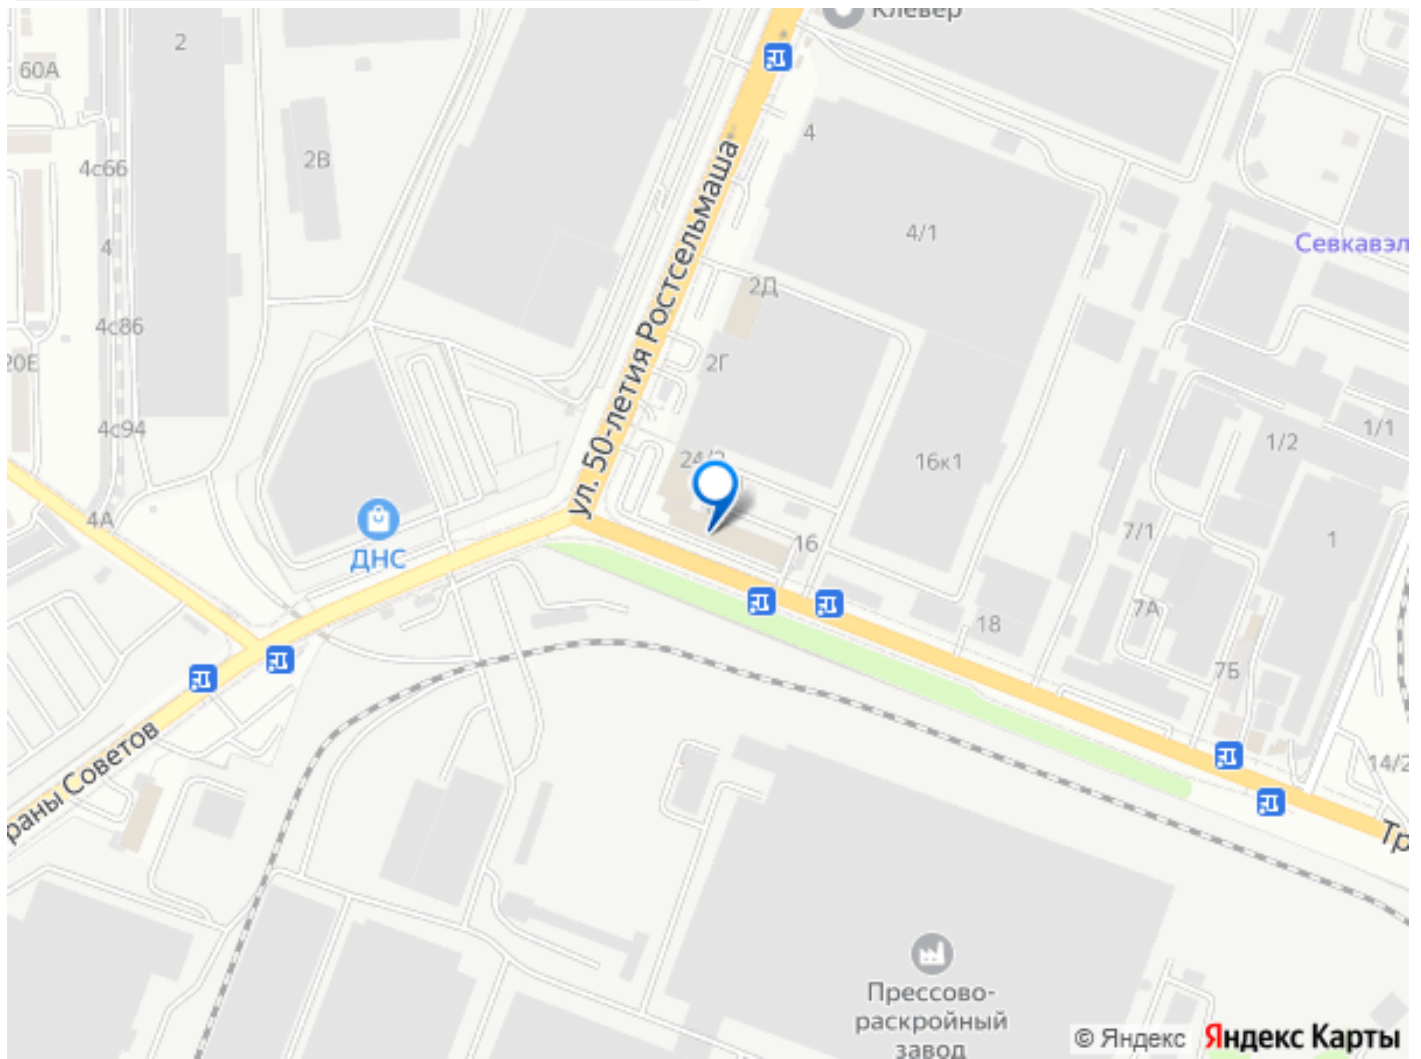 Клевер
2
60А
4
2В
4с66
4/1
4
Севкавэл
2Д
4с86
20Е
2Г
ул. 50-летия Ростсельмаша
4с94
1/1
1/2
24/2
16к1
4А
ДНС
16
7/1
1
7А
18
7Б
раны Советов
14/2
Тр
Прессово-
раскройный
завод
© Яндекс
Яндекс Карты